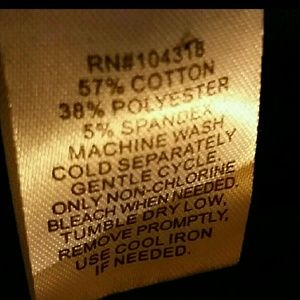 RN#104318
57% COTTON
38% POLYESTER
5% SPANDEX
MACHINE WASH
COLD SEPARATELY
GENTLE CYCLE.
ONLY NON-CHLORINE
BLEACH WHEN NEEDED.
TUMBLE DRY LOW,
REMOVE PROMPTLY,
USE COOL IRON
IF NEEDED.